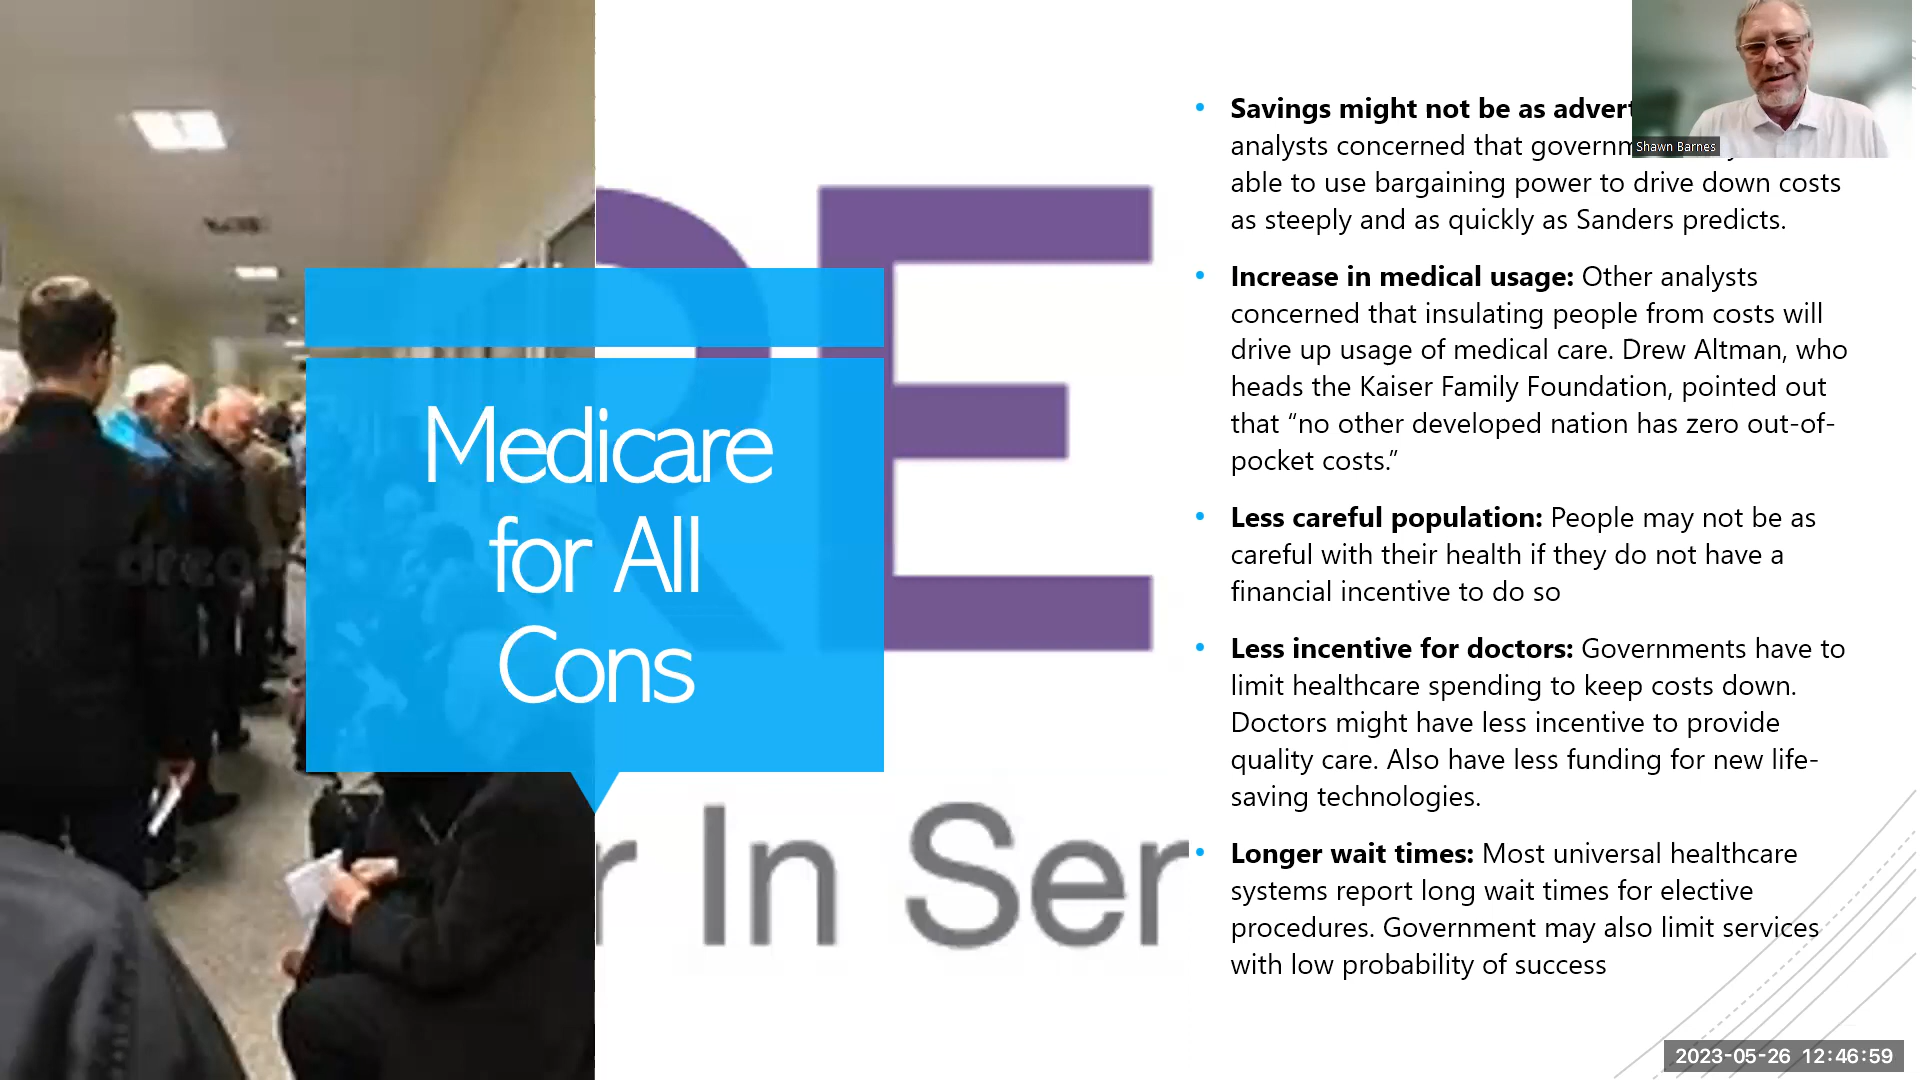 Shawn Barnes
RE
r In Ser
Medicare
for All
Cons
Savings might not be as
analysts concerned that
able to use bargaining power to drive down costs
as steeply and as quickly as Sanders predicts.
Increase in medical usage: Other analysts
concerned that insulating people from costs will
drive up usage of medical care. Drew Altman, who
heads the Kaiser Family Foundation, pointed out
that “no other developed nation has zero out-of-
pocket costs.”
Less careful population: People may not be as
careful with their health if they do not have a
financial incentive to do so
Less incentive for doctors: Governments have to
limit healthcare spending to keep costs down.
Doctors might have less incentive to provide
quality care. Also have less funding for new life-
saving technologies.
Longer wait times: Most universal healthcare
systems report long wait times for elective
procedures. Government may also limit services
with low probability of success
2023-05-26 12:46:59